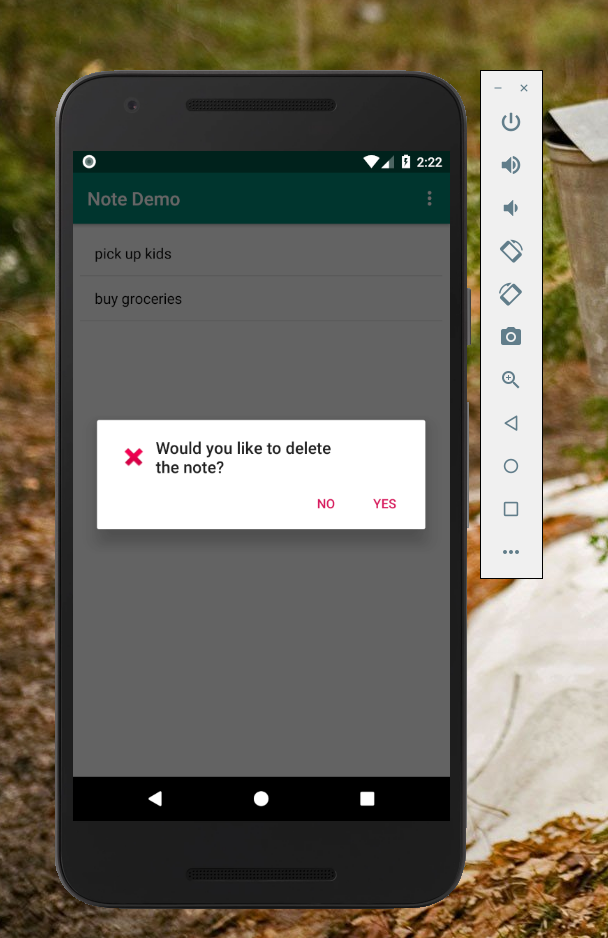 2:22
Note Demo
pick up kids
buy groceries
Would you like to delete
the note?
NO YES